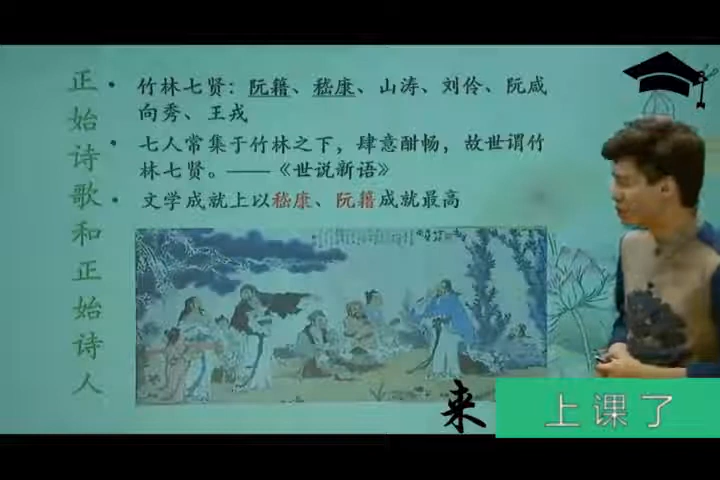 正始诗歌和正始诗人
• 竹林七贤：阮籍、嵇康、山涛、刘伶、阮咸
向秀、王戎
• 七人常集于竹林之下，肆意酣畅，故世谓竹
林七贤。——《世说新语》
• 文学成就上以嵇康、阮籍成就最高
来 上课了